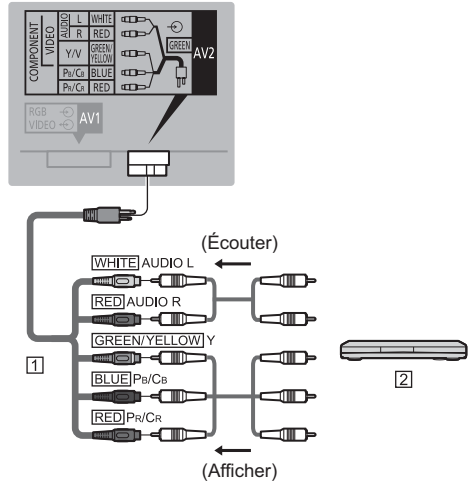 COMPONENT
VIDEO
AUDIO
L WHITE
R RED
Y/V GREEN/YELLOW
PB/CB BLUE
PR/CR RED
GREEN
AV2
RGB
VIDEO
AV1
(Écouter)
WHITE AUDIO L
RED AUDIO R
GREEN/YELLOW Y
1
BLUE PB/CB
2
RED PR/CR
(Afficher)